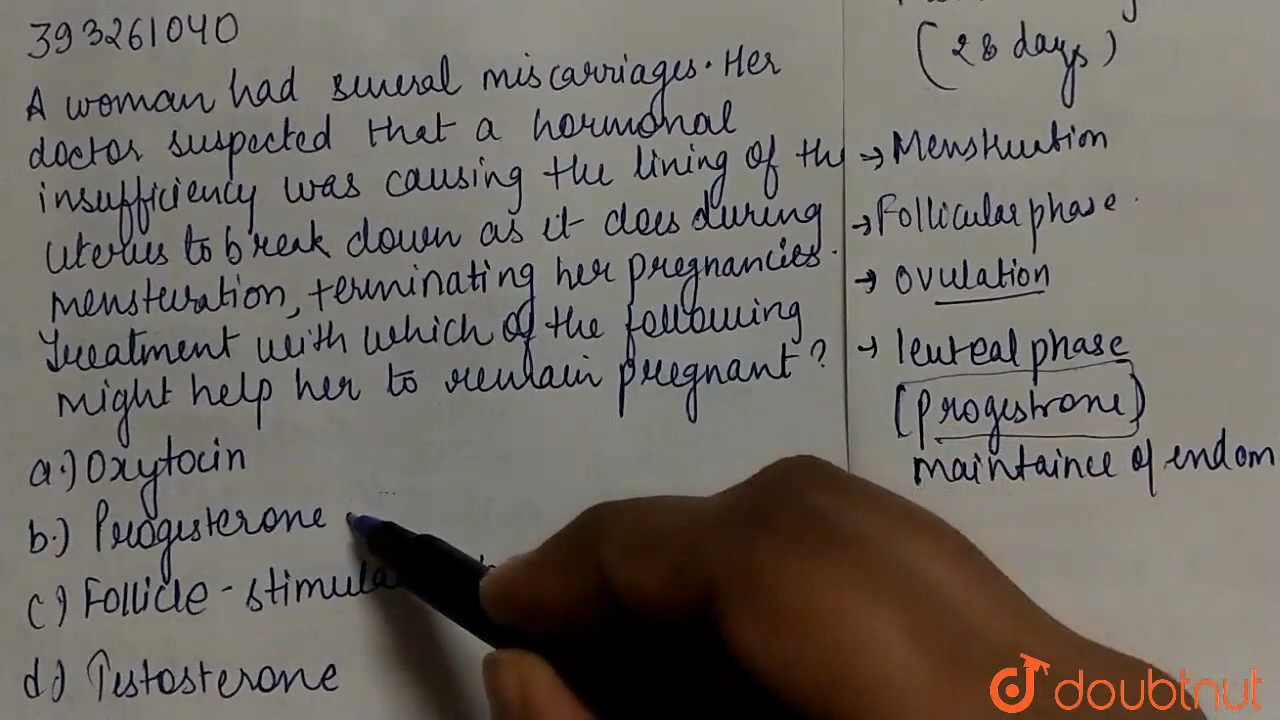 393261040
A woman had several miscarriages. Her
doctor suspected that a hormonal
insufficiency was causing the lining of the
uterus to break down as it does during
mensturation, terminating her pregnancies.
Treatment with which of the following
might help her to remain pregnant?
a.) Oxytocin
b.) Progesterone
c.) Follicle-stimula
d.) Testosterone
(28 days)
→ Menstruation
→ Follicular phase.
→ Ovulation
→ leuteal phase
(Progestrone)
maintaince of endom
doubtnut